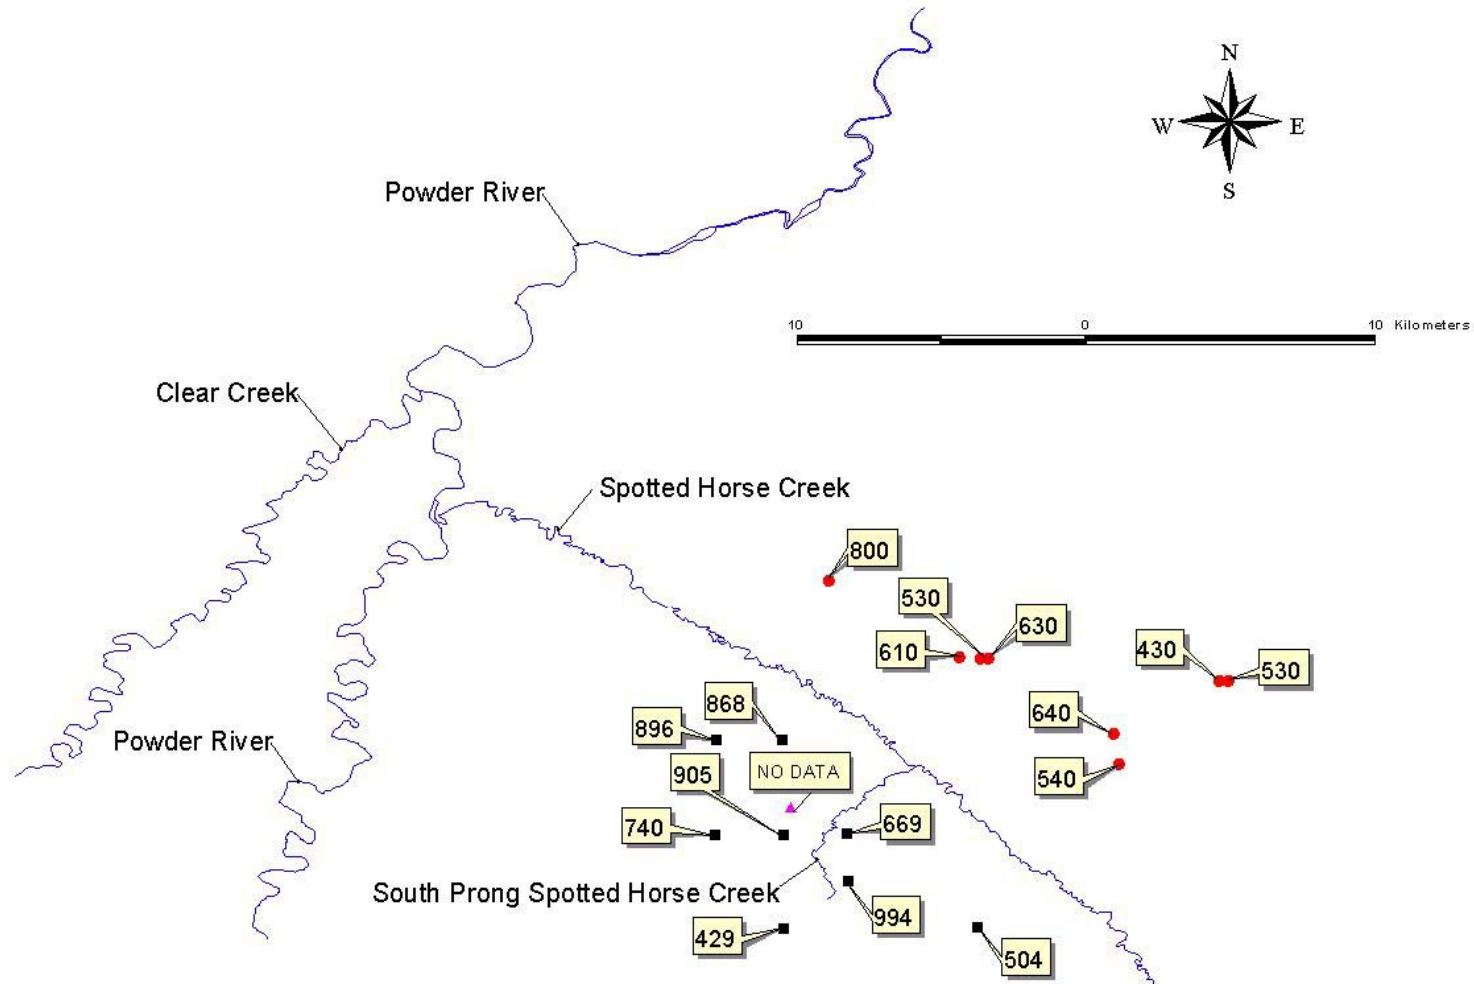 N
W E
S
Powder River
10 0 10 Kilometers
Clear Creek
Spotted Horse Creek
800
530
630
610
430
530
640
868
896
Powder River
905
NO DATA
540
740
669
South Prong Spotted Horse Creek
994
429
504